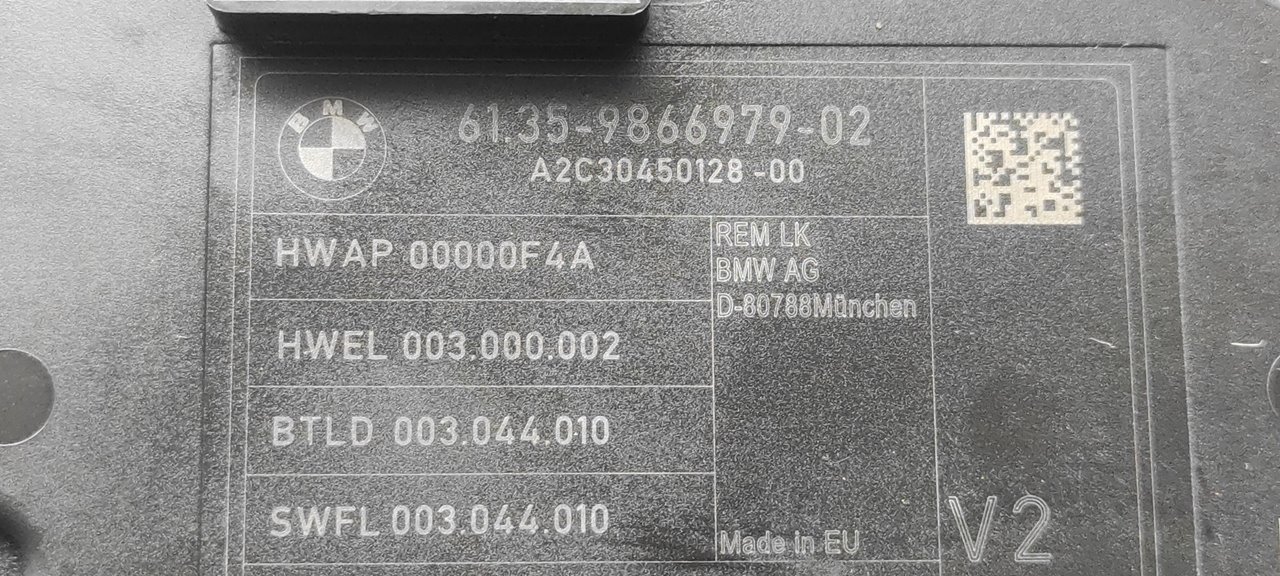 BMW
61.35-9866979-02
A2C30450128-00
HWAP 00000F4A
REM LK
BMW AG
D-80788München
HWEL 003.000.002
BTLD 003.044.010
SWFL 003.044.010
Made in EU
V2